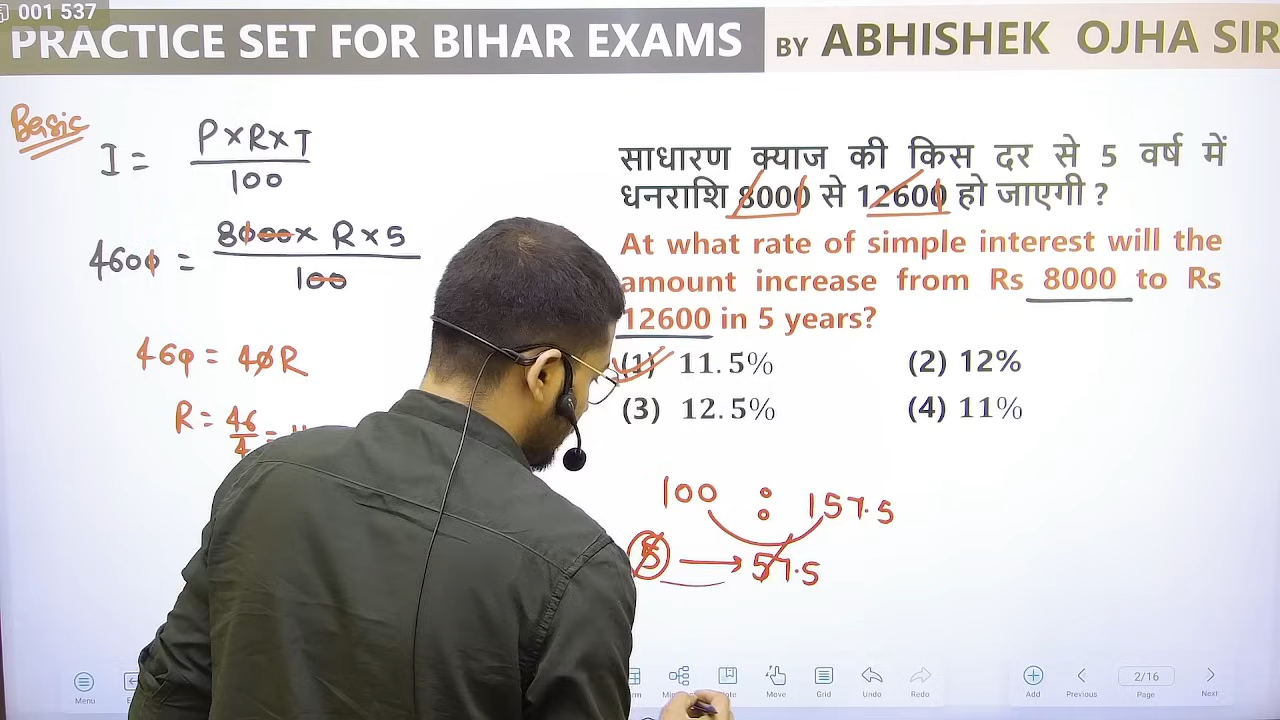 001 537
PRACTICE SET FOR BIHAR EXAMS BY ABHISHEK OJHA SIR
Basic
I = P×R×T / 100
4600 = 8000× R×5 / 100
460 = 40R
R = 46/4 =
साधारण ब्याज की किस दर से 5 वर्ष में
धनराशि 8000 से 12600 हो जाएगी ?
At what rate of simple interest will the
amount increase from Rs 8000 to Rs
12600 in 5 years?
(1) 11.5% (2) 12%
(3) 12.5% (4) 11%
100 : 157.5
5 → 57.5
Menu
Move
Grid
Undo
Redo
Add
Previous
2/16
Page
Next